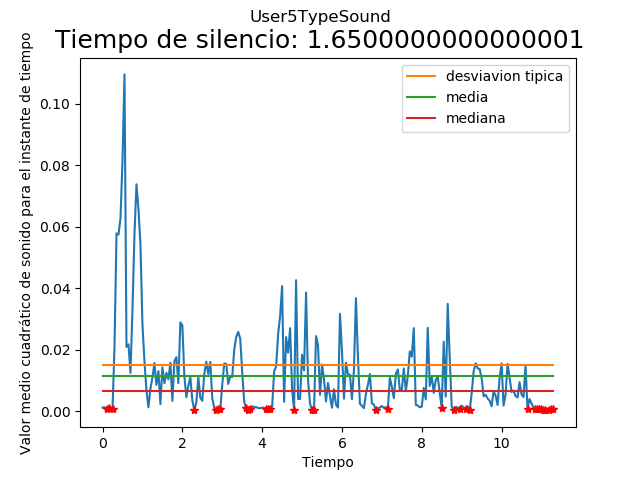 User5TypeSound
Tiempo de silencio: 1.6500000000000001
desviavion tipica
media
mediana
Valor medio cuadrático de sonido para el instante de tiempo
0.10
0.08
0.06
0.04
0.02
0.00
0 2 4 6 8 10
Tiempo